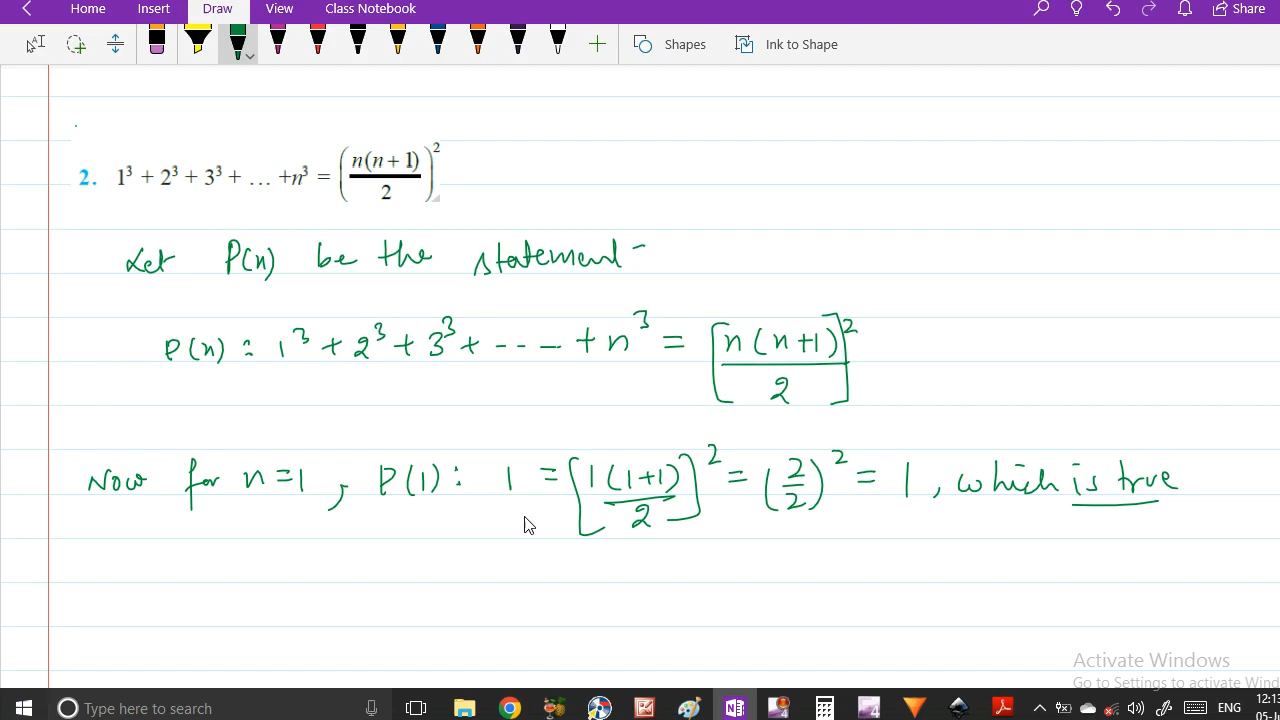 Home Insert Draw View Class Notebook Share
Shapes Ink to Shape
2. 1³ + 2³ + 3³ + … +n³ = (n(n + 1)/2)²
Let P(n) be the statement -
P(n) : 1³ + 2³ + 3³ + ---- + n³ = [n(n+1)/2]²
Now for n=1, P(1) : 1 = [1(1+1)/2]² = (2/2)² = 1, which is true
Activate Windows
Go to Settings to activate Wind
Type here to search ENG 12:1